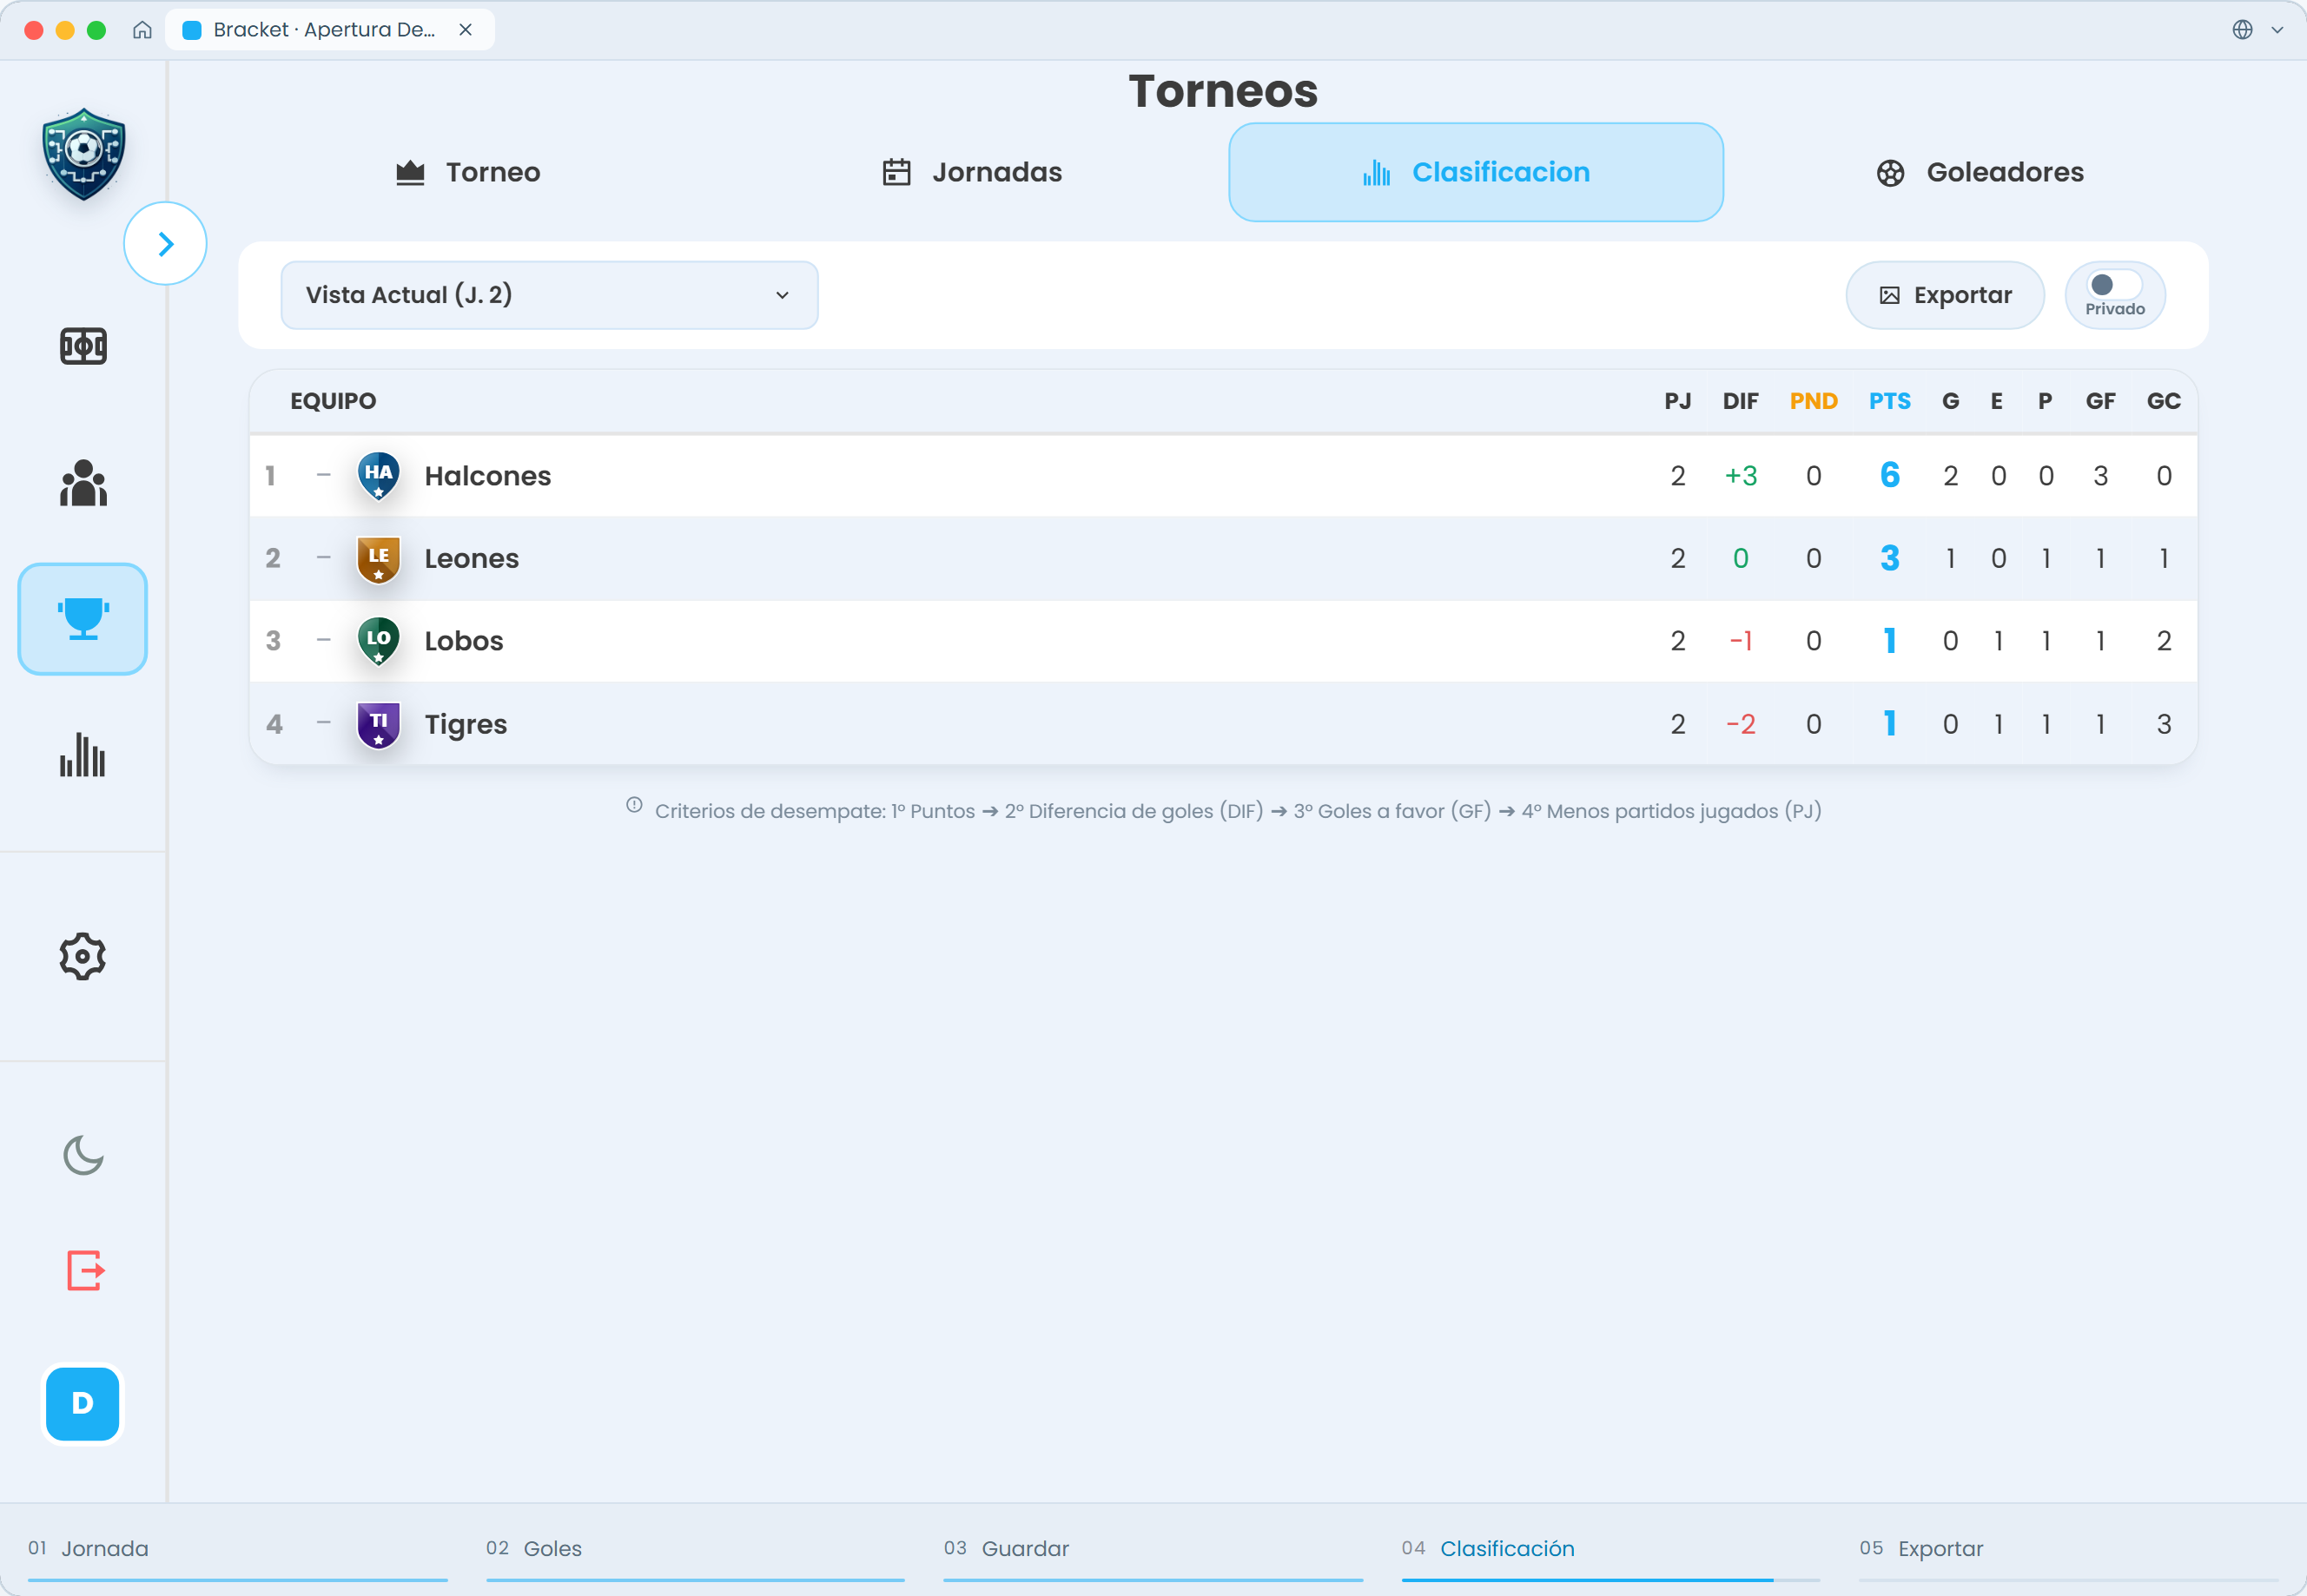 Bracket · Apertura De...
Torneos
Torneo
Jornadas
Clasificacion
Goleadores
Vista Actual (J. 2)
Exportar
Privado
EQUIPO PJ DIF PND PTS G E P GF GC
1 – HA Halcones 2 +3 0 6 2 0 0 3 0
2 – LE Leones 2 0 0 3 1 0 1 1 1
3 – LO Lobos 2 -1 0 1 0 1 1 1 2
4 – TI Tigres 2 -2 0 1 0 1 1 1 3
Criterios de desempate: 1º Puntos ➔ 2º Diferencia de goles (DIF) ➔ 3º Goles a favor (GF) ➔ 4º Menos partidos jugados (PJ)
D
01 Jornada
02 Goles
03 Guardar
04 Clasificación
05 Exportar